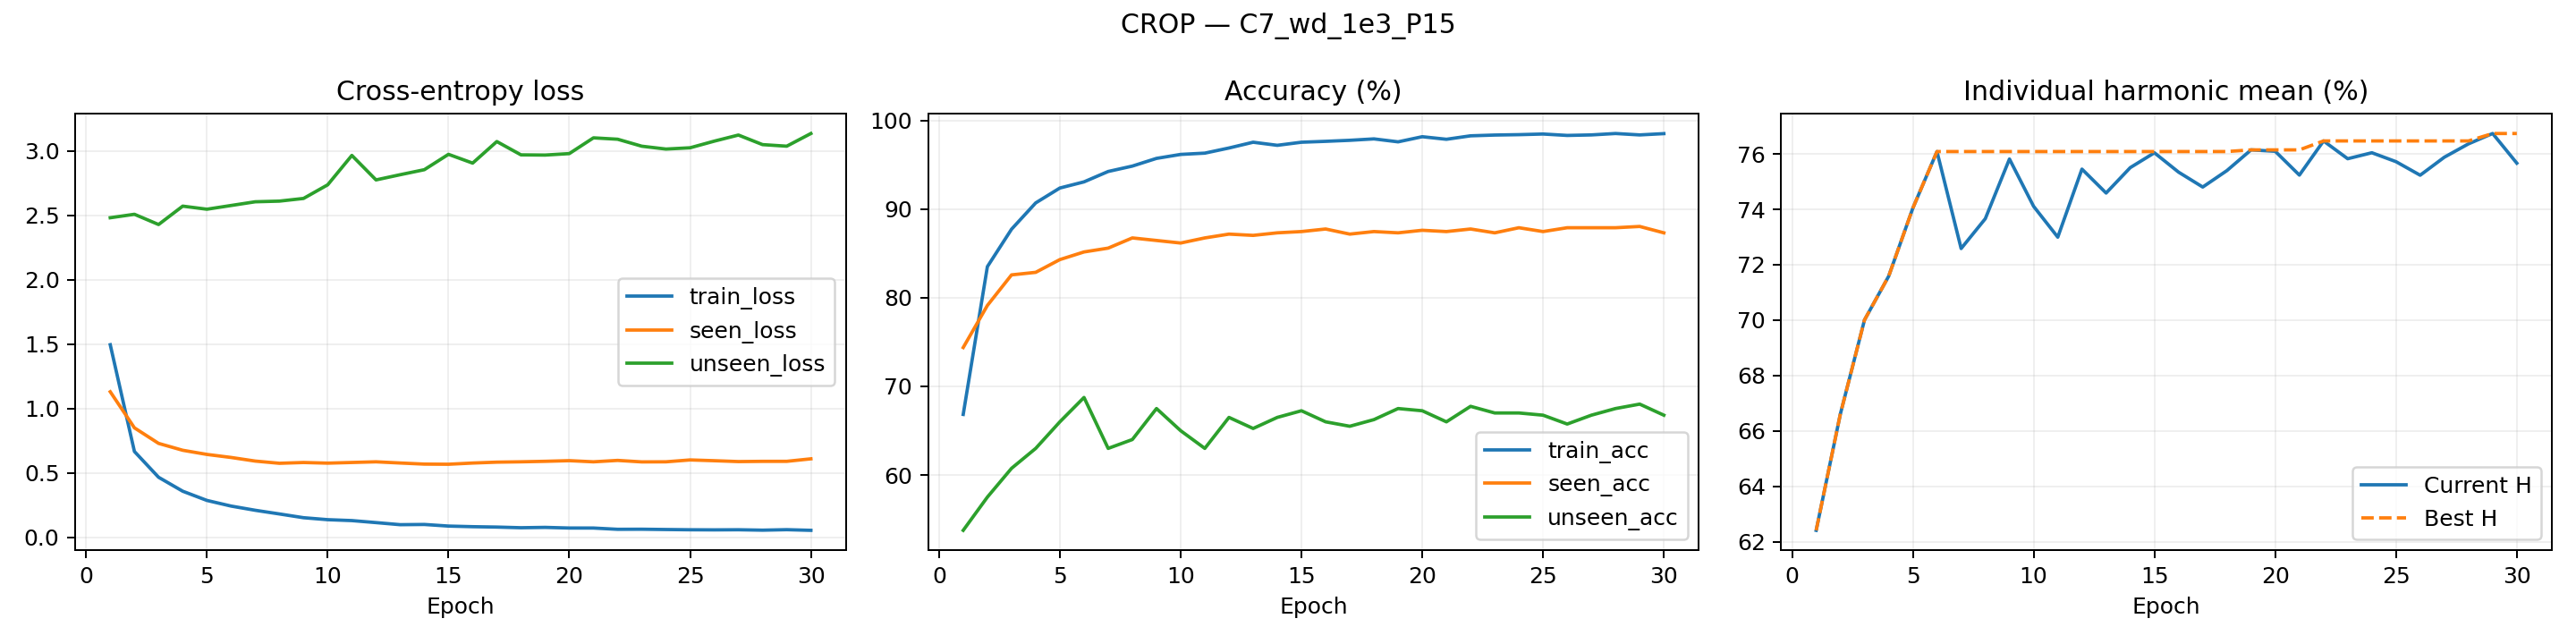 CROP — C7_wd_1e3_P15
Cross-entropy loss
3.0
2.5
2.0
1.5
1.0
0.5
0.0
0 5 10 15 20 25 30
Epoch
train_loss
seen_loss
unseen_loss
Accuracy (%)
100
90
80
70
60
0 5 10 15 20 25 30
Epoch
train_acc
seen_acc
unseen_acc
Individual harmonic mean (%)
76
74
72
70
68
66
64
62
0 5 10 15 20 25 30
Epoch
Current H
Best H